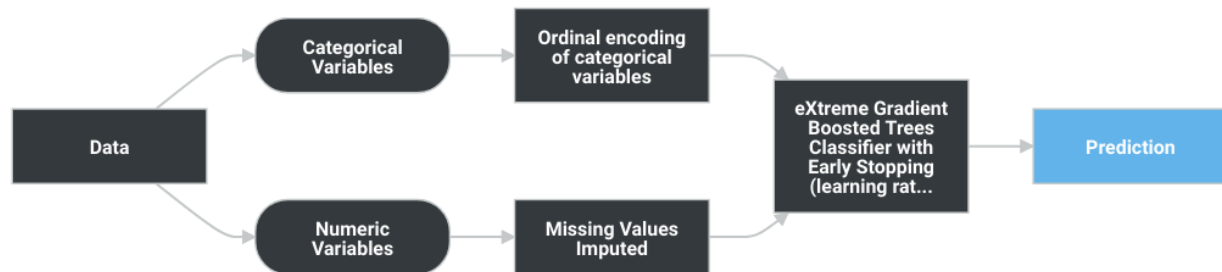 Data
Categorical
Variables
Ordinal encoding
of categorical
variables
Numeric
Variables
Missing Values
Imputed
eXtreme Gradient
Boosted Trees
Classifier with
Early Stopping
(learning rat...
Prediction